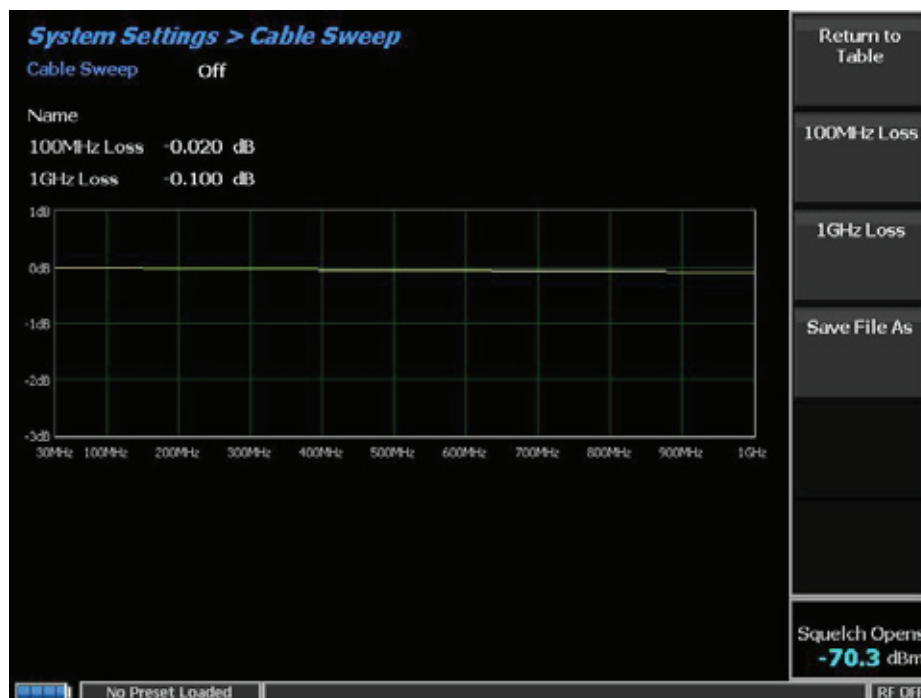 System Settings > Cable Sweep
Cable Sweep Off
Name
100MHz Loss -0.020 dB
1GHz Loss -0.100 dB
1dB
0dB
-1dB
-2dB
-3dB
30MHz 100MHz 200MHz 300MHz 400MHz 500MHz 600MHz 700MHz 800MHz 900MHz 1GHz
Return to
Table
100MHz Loss
1GHz Loss
Save File As
Squelch Opens
-70.3 dBm
No Preset Loaded
RF OFF